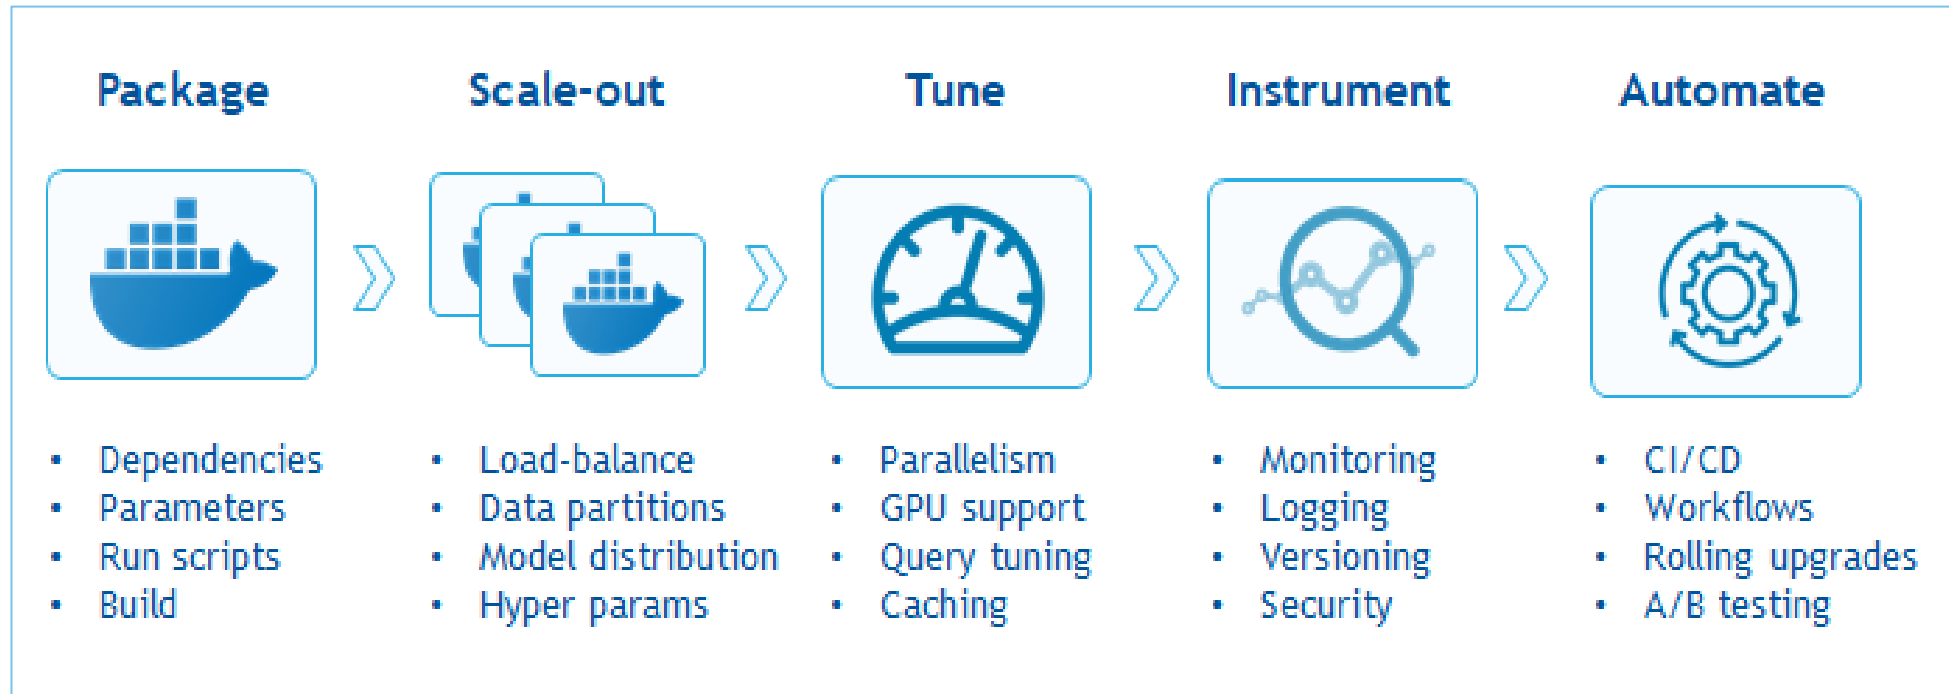 Package
Scale-out
Tune
Instrument
Automate
• Dependencies
• Parameters
• Run scripts
• Build
• Load-balance
• Data partitions
• Model distribution
• Hyper params
• Parallelism
• GPU support
• Query tuning
• Caching
• Monitoring
• Logging
• Versioning
• Security
• CI/CD
• Workflows
• Rolling upgrades
• A/B testing